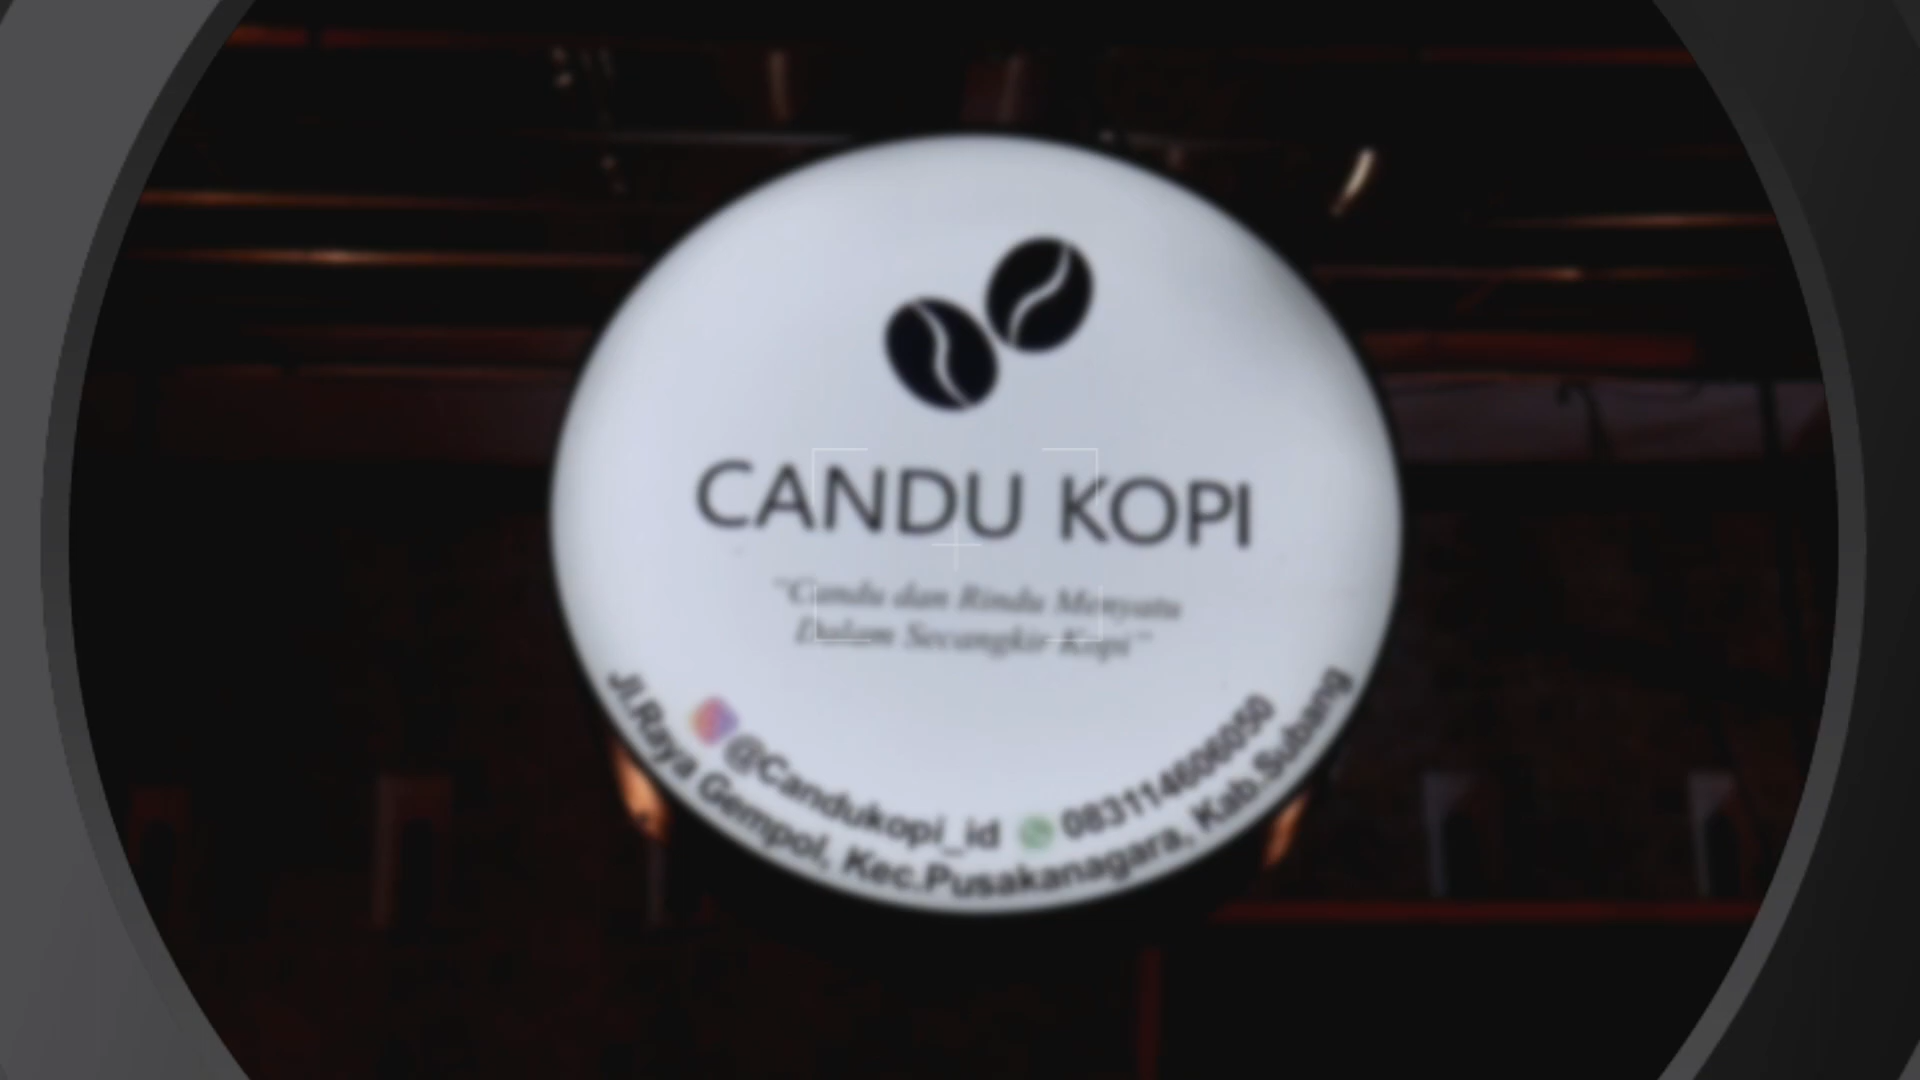 CANDU KOPI
"Candu dan Rindu Menyatu
Dalam Secangkir Kopi"
@Candukopi_id 083114606050
Jl.Raya Gempol, Kec.Pusakanagara, Kab.Subang